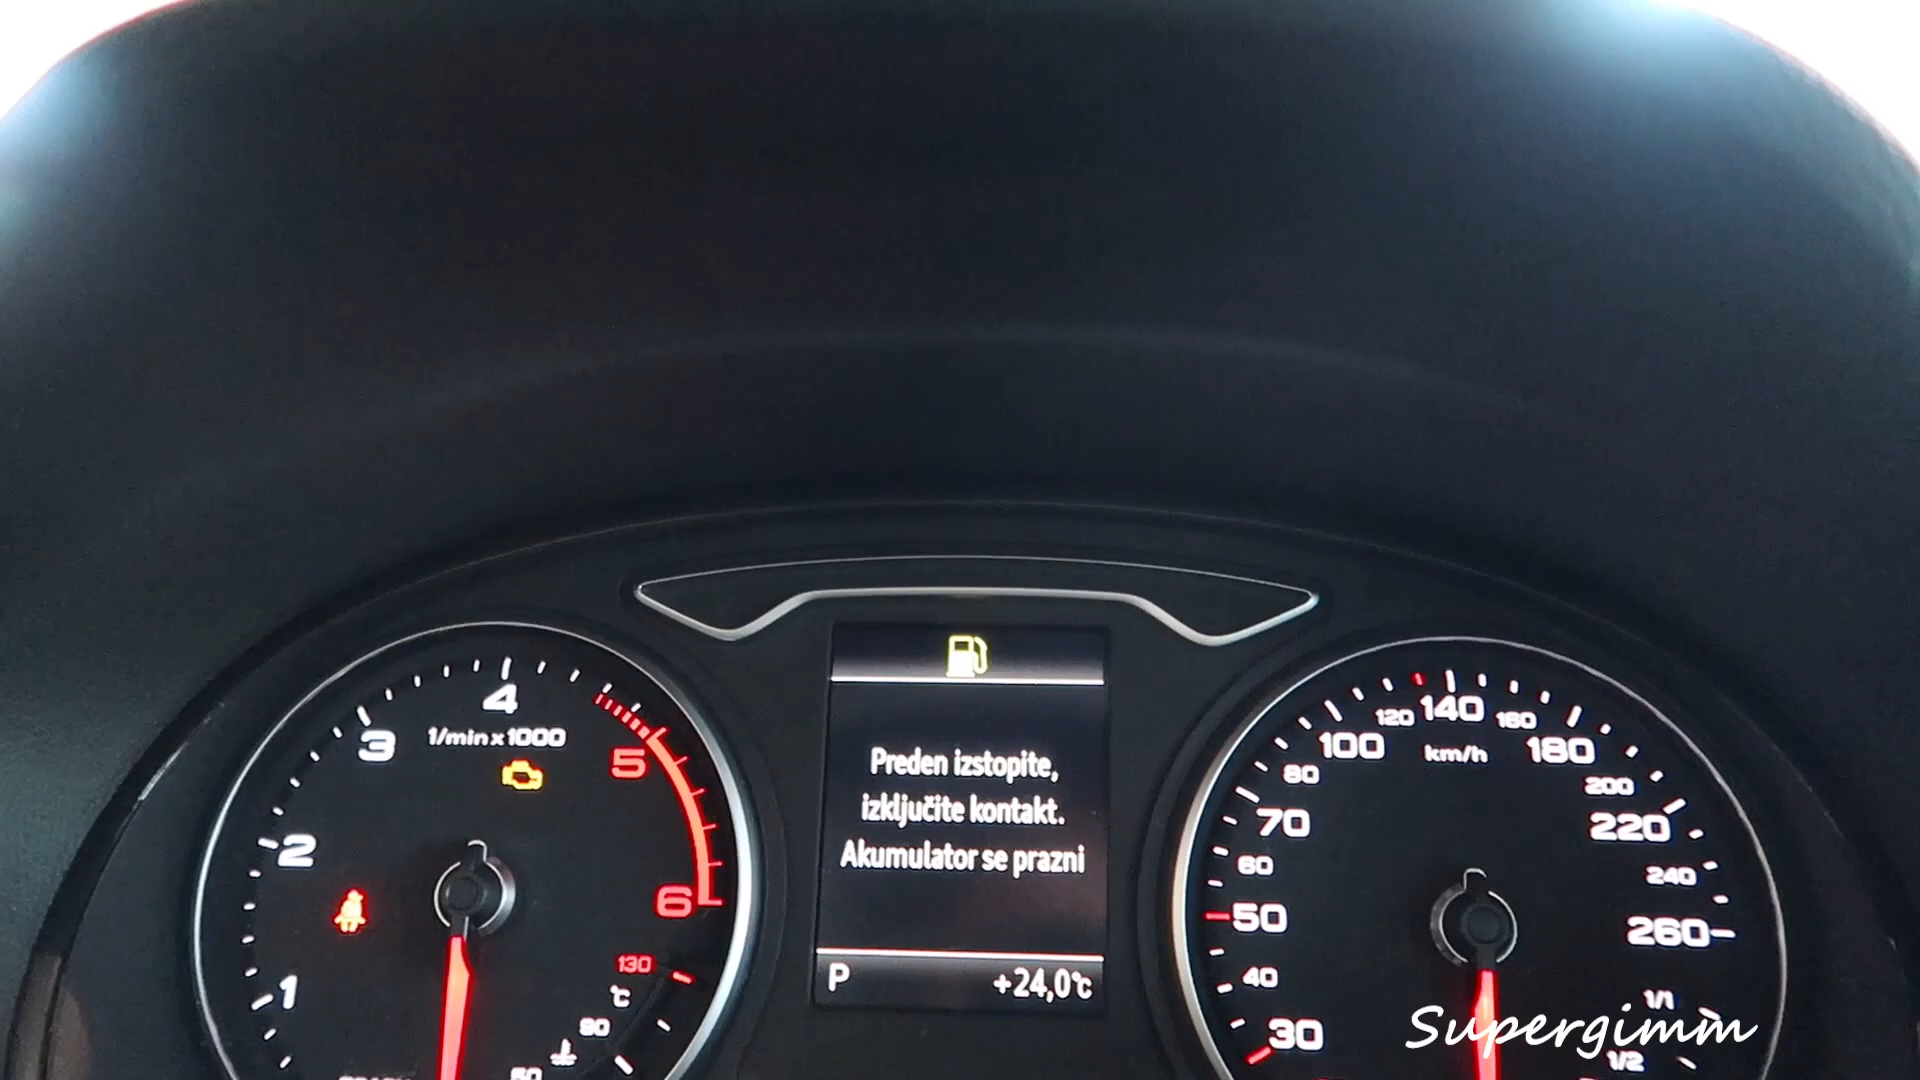 4
3
1/min x 1000
5
2
6
1
130
°C
90
50
Preden izstopite,
izključite kontakt.
Akumulator se prazni
P
+24,0°C
140
120
160
100
km/h
180
80
200
70
220
60
240
50
260
40
30
1/1
1/2
Supergimm